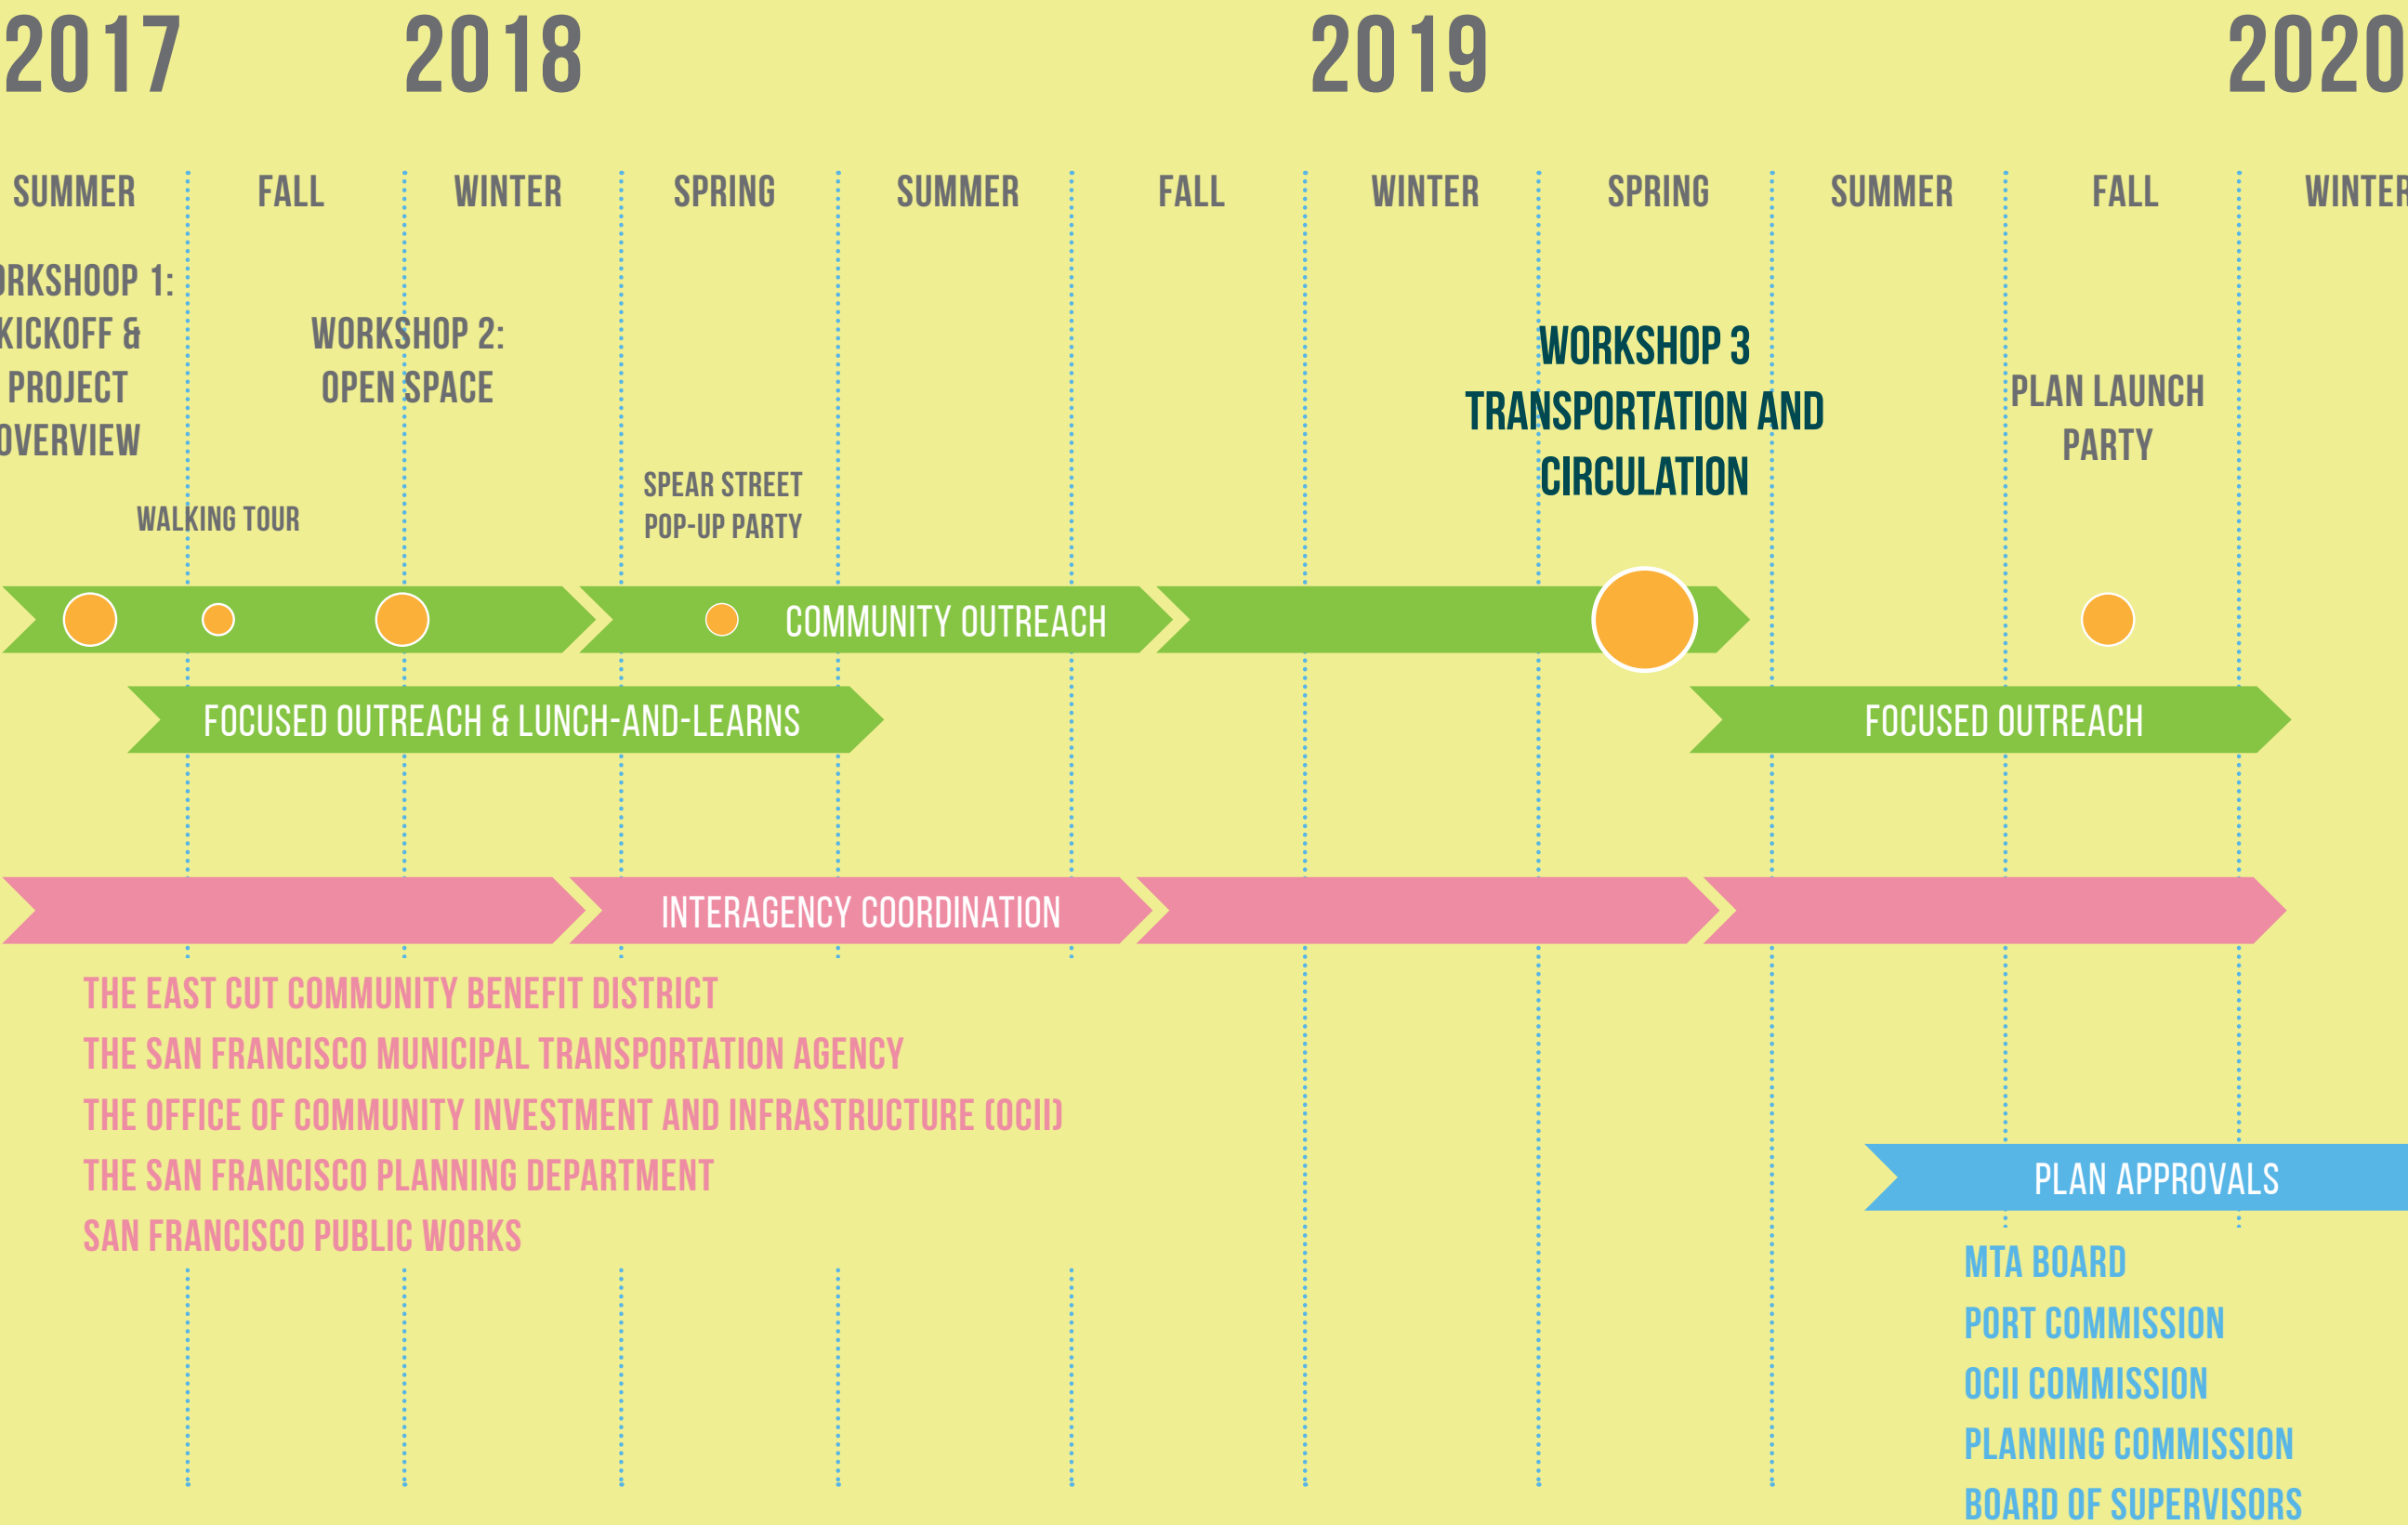 2017 2018 2019 2020
SUMMER FALL WINTER SPRING SUMMER FALL WINTER SPRING SUMMER FALL WINTER
ORKSHOOP 1:
KICKOFF &
PROJECT
OVERVIEW
WALKING TOUR
WORKSHOP 2:
OPEN SPACE
SPEAR STREET
POP-UP PARTY
WORKSHOP 3
TRANSPORTATION AND
CIRCULATION
PLAN LAUNCH
PARTY
COMMUNITY OUTREACH
FOCUSED OUTREACH & LUNCH-AND-LEARNS
FOCUSED OUTREACH
INTERAGENCY COORDINATION
THE EAST CUT COMMUNITY BENEFIT DISTRICT
THE SAN FRANCISCO MUNICIPAL TRANSPORTATION AGENCY
THE OFFICE OF COMMUNITY INVESTMENT AND INFRASTRUCTURE (OCII)
THE SAN FRANCISCO PLANNING DEPARTMENT
SAN FRANCISCO PUBLIC WORKS
PLAN APPROVALS
MTA BOARD
PORT COMMISSION
OCII COMMISSION
PLANNING COMMISSION
BOARD OF SUPERVISORS